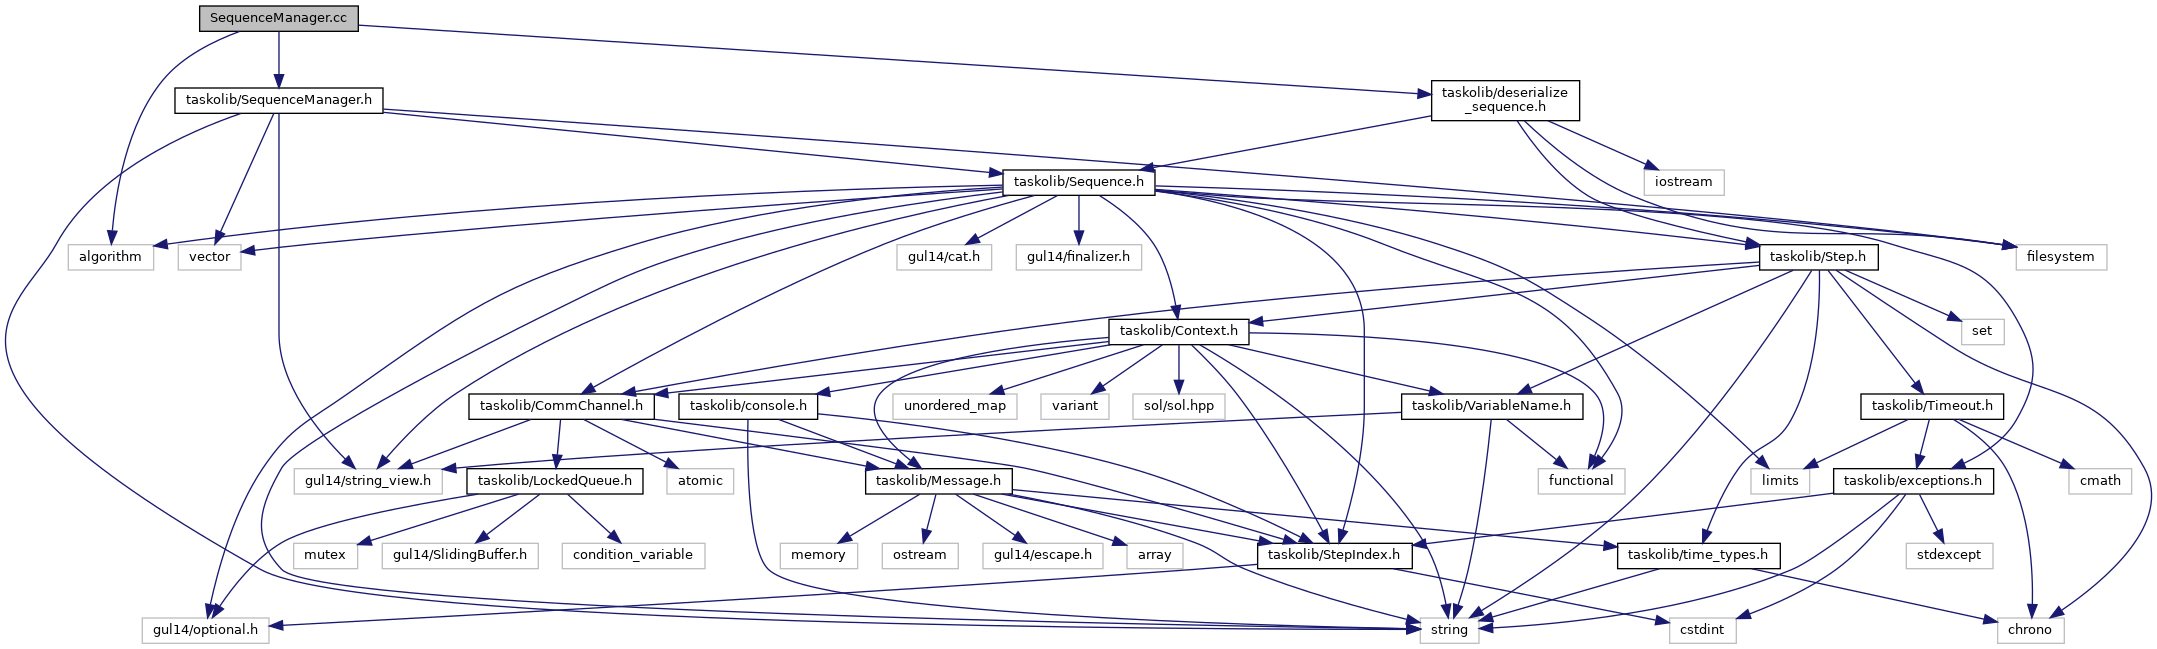 SequenceManager.cc
taskolib/SequenceManager.h
taskolib/deserialize
_sequence.h
taskolib/Sequence.h
iostream
algorithm
vector
gul14/cat.h
gul14/finalizer.h
taskolib/Step.h
filesystem
taskolib/Context.h
set
taskolib/CommChannel.h
taskolib/console.h
unordered_map
variant
sol/sol.hpp
taskolib/VariableName.h
taskolib/Timeout.h
gul14/string_view.h
taskolib/LockedQueue.h
atomic
taskolib/Message.h
functional
limits
taskolib/exceptions.h
cmath
mutex
gul14/SlidingBuffer.h
condition_variable
memory
ostream
gul14/escape.h
array
taskolib/StepIndex.h
taskolib/time_types.h
stdexcept
gul14/optional.h
string
cstdint
chrono